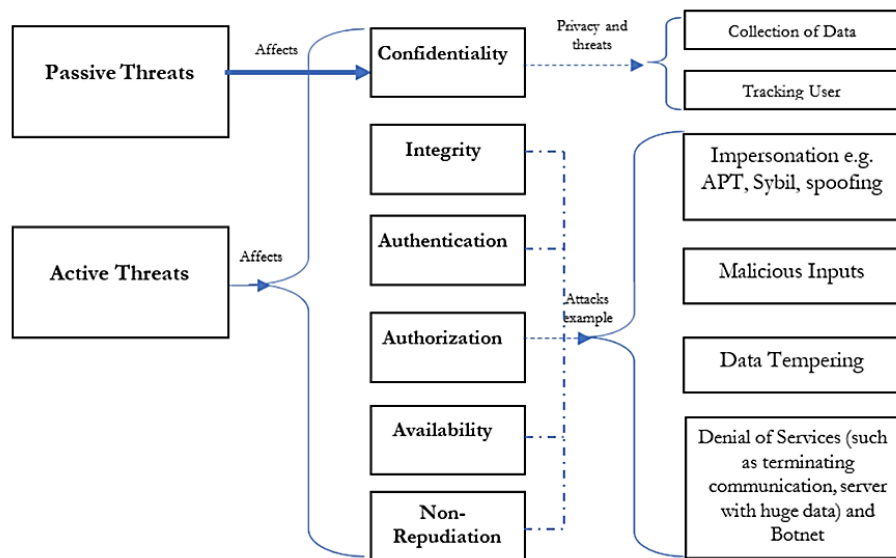 Passive Threats
Affects
Confidentiality
Privacy and
threats
Collection of Data
Tracking User
Integrity
Authentication
Active Threats
Affects
Authorization
Availability
Non-
Repudiation
Attacks
example
Impersonation e.g.
APT, Sybil, spoofing
Malicious Inputs
Data Tempering
Denial of Services (such
as terminating
communication, server
with huge data) and
Botnet